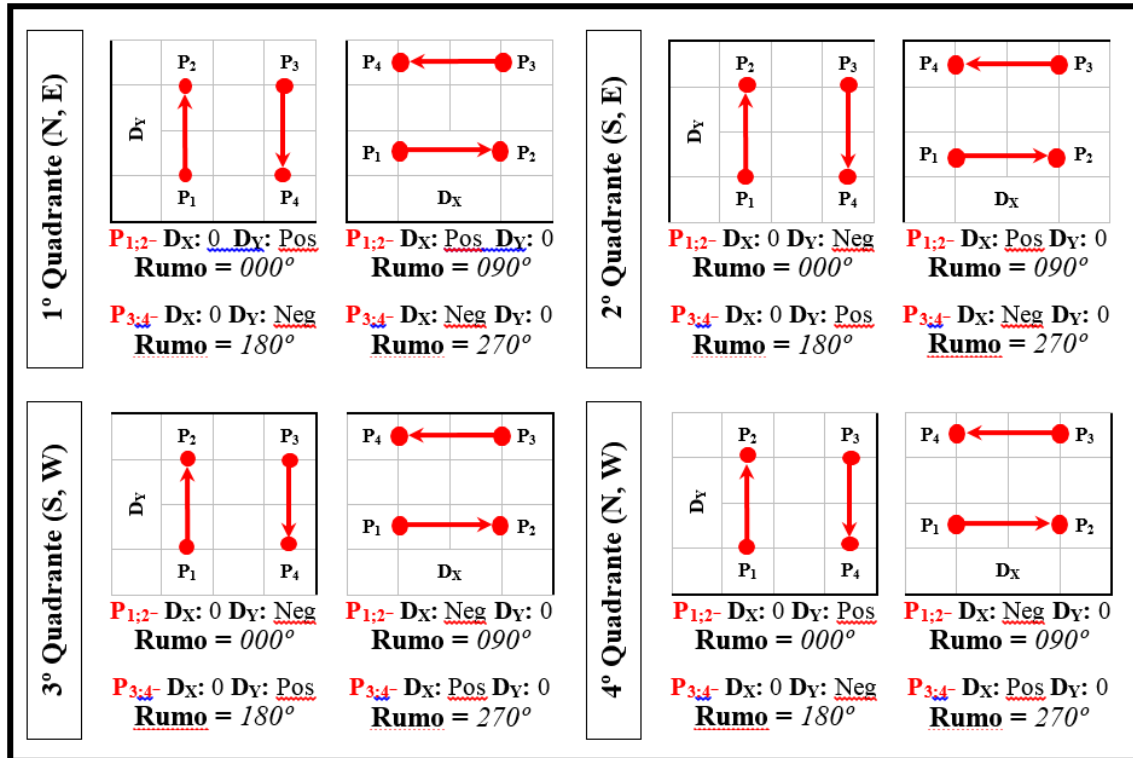 1º Quadrante (N, E)
P2 P3
DY
P1 P4
P1;2- DX: 0 DY: Pos
Rumo = 000º
P3;4- DX: 0 DY: Neg
Rumo = 180º
P4 P3
P1 P2
DX
P1;2- DX: Pos DY: 0
Rumo = 090º
P3;4- DX: Neg DY: 0
Rumo = 270º
2º Quadrante (S, E)
P2 P3
DY
P1 P4
P1;2- DX: 0 DY: Neg
Rumo = 000º
P3;4- DX: 0 DY: Pos
Rumo = 180º
P4 P3
P1 P2
DX
P1;2- DX: Pos DY: 0
Rumo = 090º
P3;4- DX: Neg DY: 0
Rumo = 270º
3º Quadrante (S, W)
P2 P3
DY
P1 P4
P1;2- DX: 0 DY: Neg
Rumo = 000º
P3;4- DX: 0 DY: Pos
Rumo = 180º
P4 P3
P1 P2
DX
P1;2- DX: Neg DY: 0
Rumo = 090º
P3;4- DX: Pos DY: 0
Rumo = 270º
4º Quadrante (N, W)
P2 P3
DY
P1 P4
P1;2- DX: 0 DY: Pos
Rumo = 000º
P3;4- DX: 0 DY: Neg
Rumo = 180º
P4 P3
P1 P2
DX
P1;2- DX: Neg DY: 0
Rumo = 090º
P3;4- DX: Pos DY: 0
Rumo = 270º